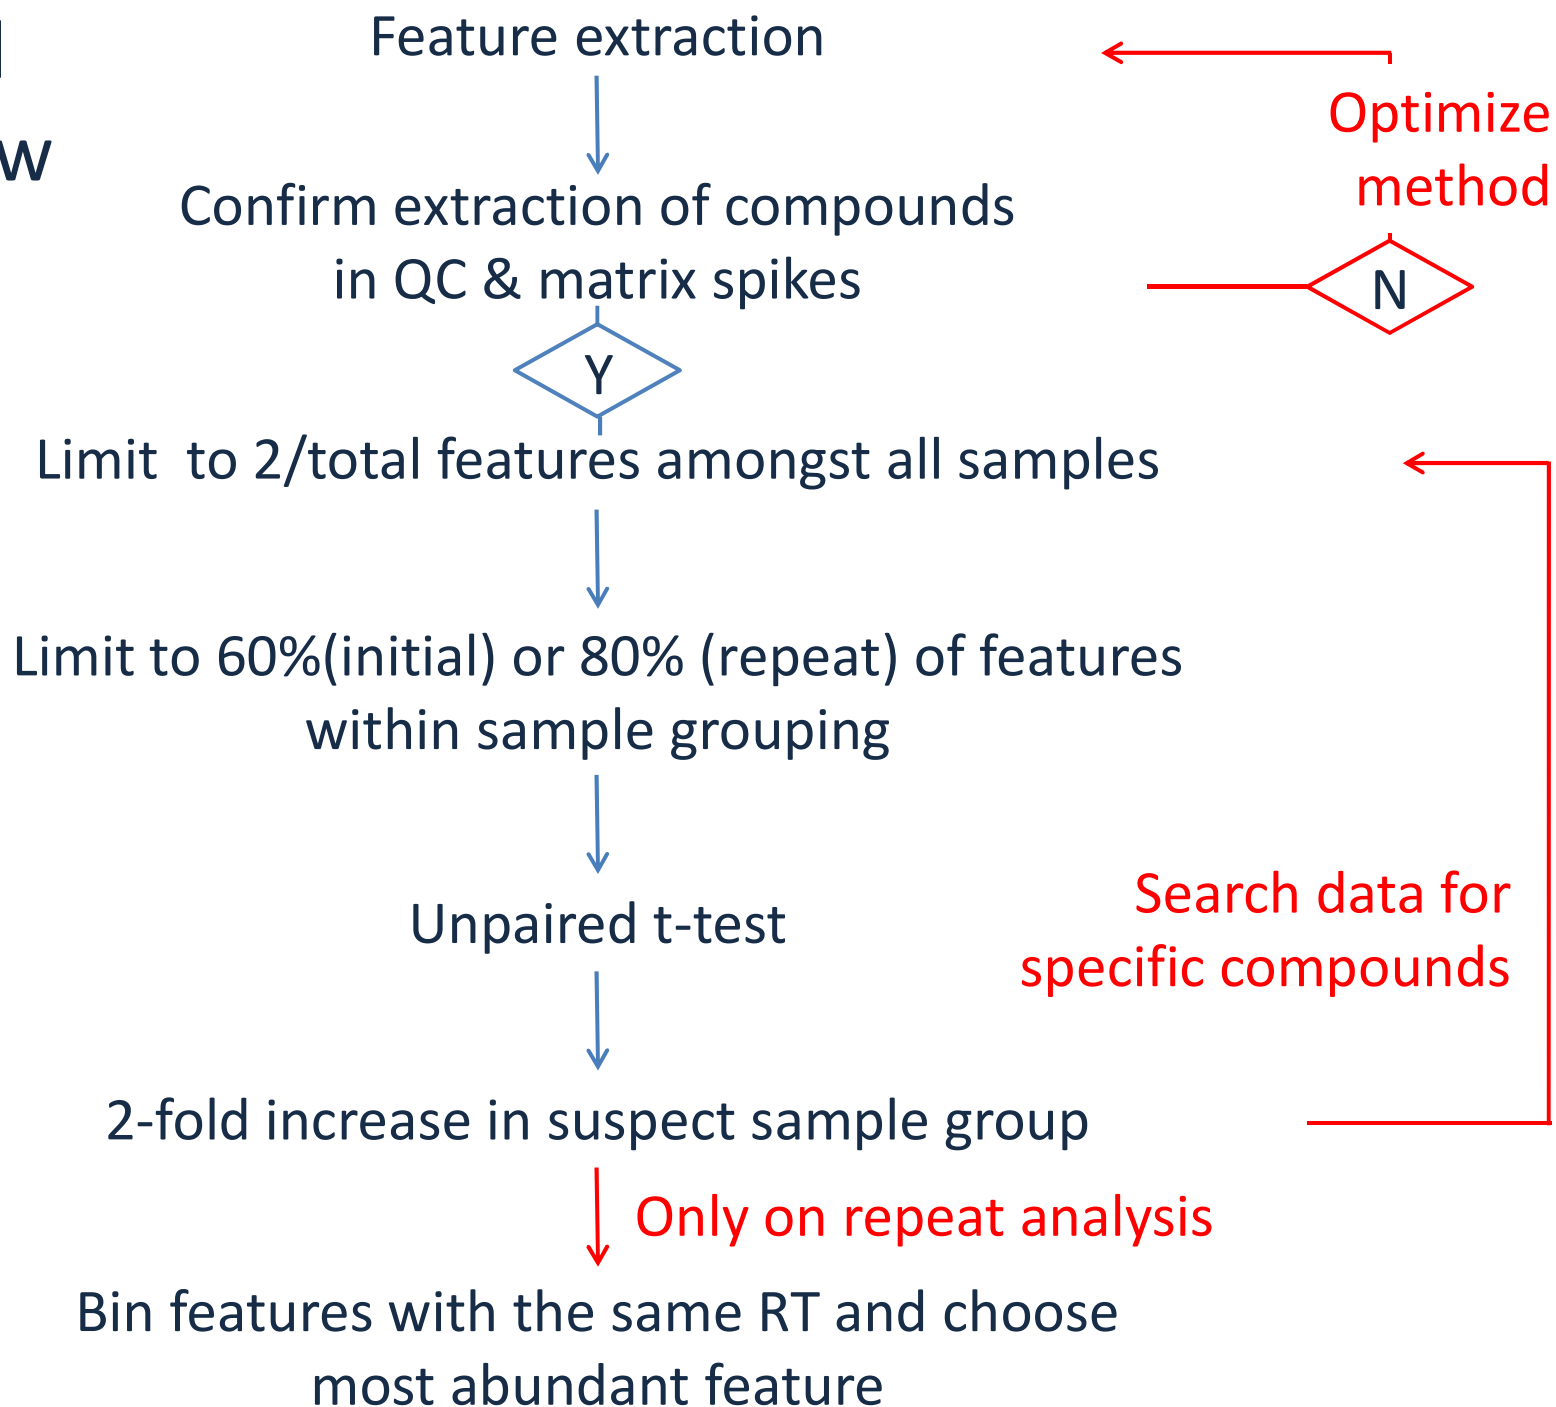 Feature extraction
Optimize
method
w
Confirm extraction of compounds
in QC & matrix spikes
N
Y
Limit to 2/total features amongst all samples
Limit to 60%(initial) or 80% (repeat) of features
within sample grouping
Unpaired t-test
Search data for
specific compounds
2-fold increase in suspect sample group
Only on repeat analysis
Bin features with the same RT and choose
most abundant feature